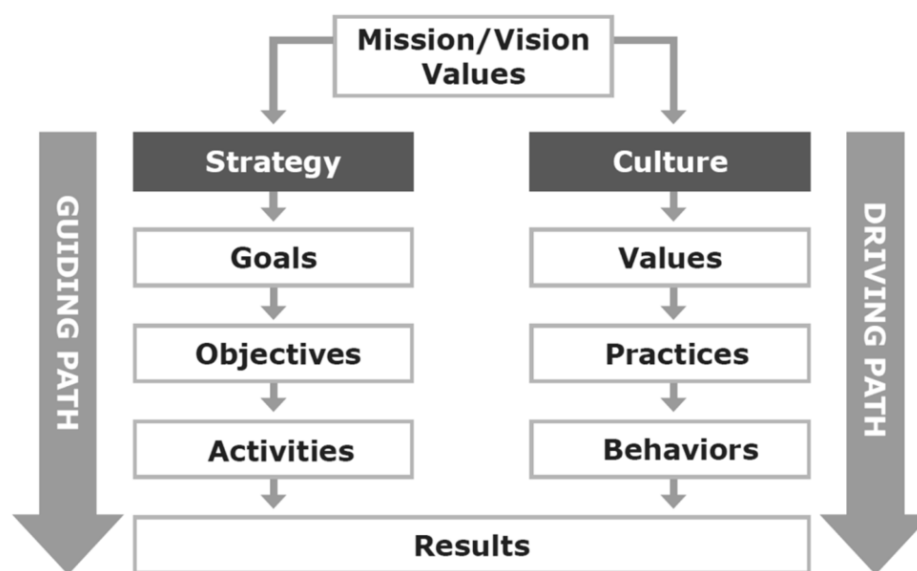 Mission/Vision
Values
Strategy
Culture
GUIDING PATH
DRIVING PATH
Goals
Values
Objectives
Practices
Activities
Behaviors
Results